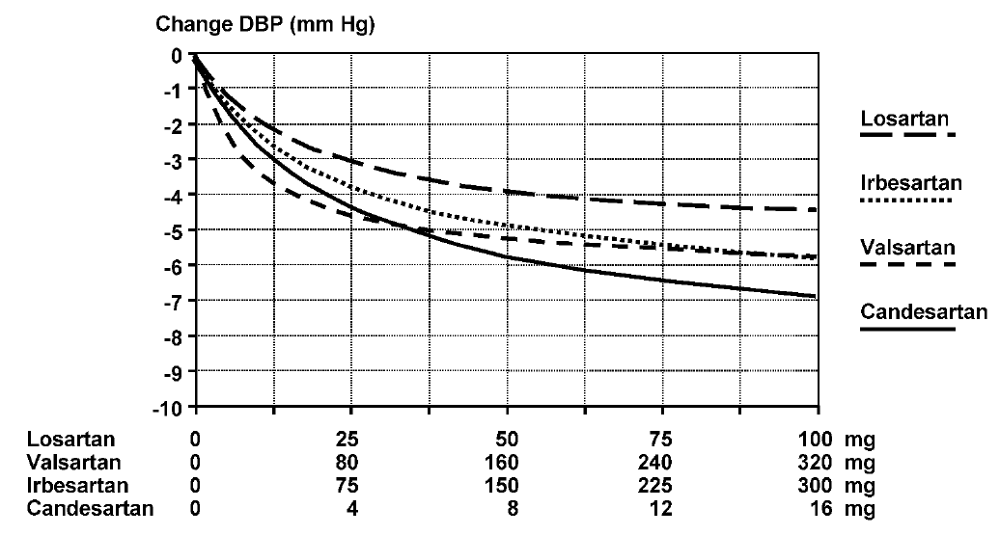 Change DBP (mm Hg)
0
-1
-2
-3
-4
-5
-6
-7
-8
-9
-10
Losartan
Irbesartan
Valsartan
Candesartan
Losartan 0 25 50 75 100 mg
Valsartan 0 80 160 240 320 mg
Irbesartan 0 75 150 225 300 mg
Candesartan 0 4 8 12 16 mg